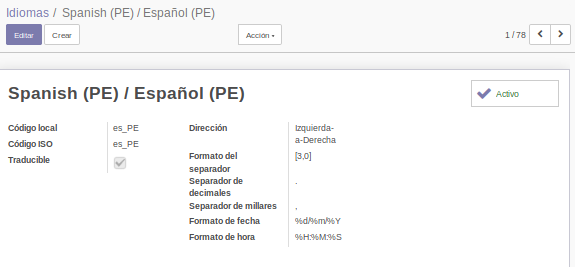 Idiomas / Spanish (PE) / Español (PE)
Editar Crear Acción 1 / 78
Spanish (PE) / Español (PE)
Activo
Código local es_PE Dirección Izquierda-
a-Derecha
Código ISO es_PE
Traducible
Formato del [3,0]
separador
Separador de .
decimales
Separador de millares ,
Formato de fecha %d/%m/%Y
Formato de hora %H:%M:%S